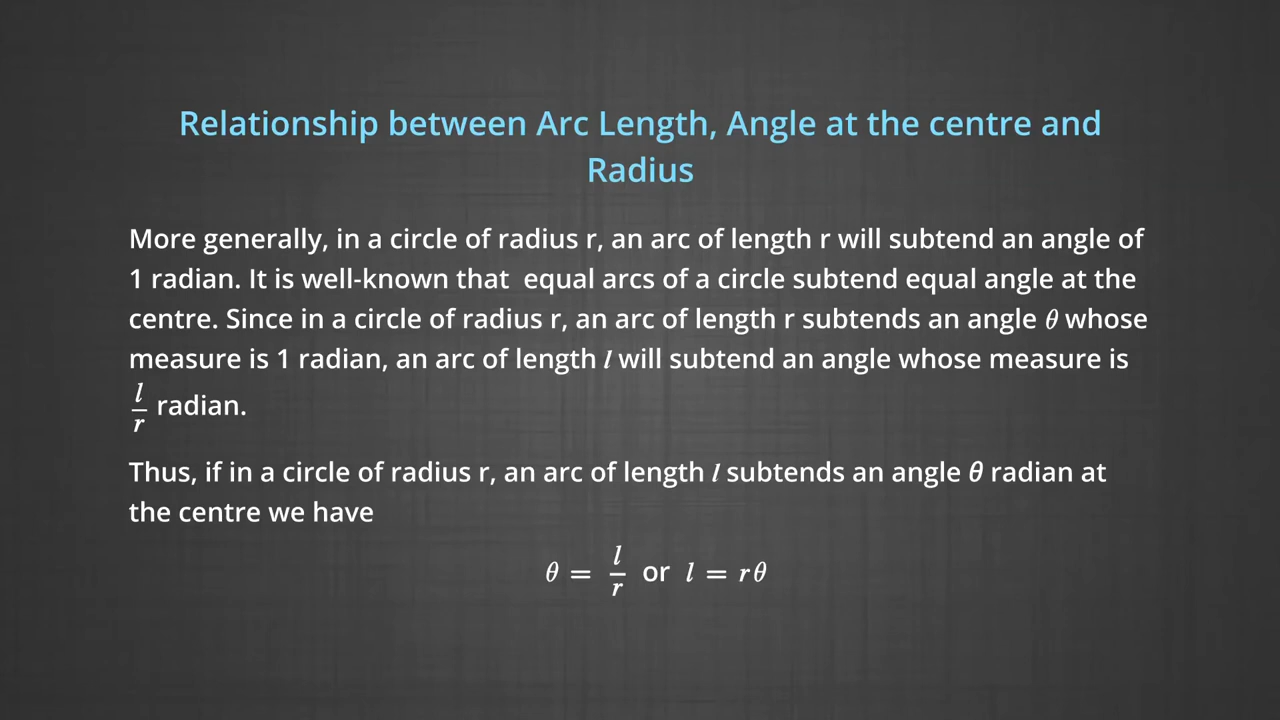 Relationship between Arc Length, Angle at the centre and
Radius
More generally, in a circle of radius r, an arc of length r will subtend an angle of
1 radian. It is well-known that equal arcs of a circle subtend equal angle at the
centre. Since in a circle of radius r, an arc of length r subtends an angle θ whose
measure is 1 radian, an arc of length l will subtend an angle whose measure is
l/r radian.
Thus, if in a circle of radius r, an arc of length l subtends an angle θ radian at
the centre we have
θ = l/r or l = rθ